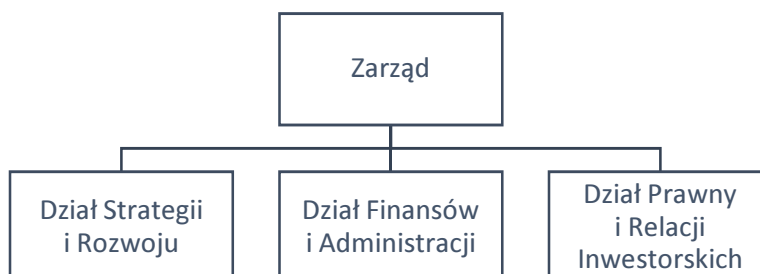 Zarząd
Dział Strategii
i Rozwoju
Dział Finansów
i Administracji
Dział Prawny
i Relacji
Inwestorskich